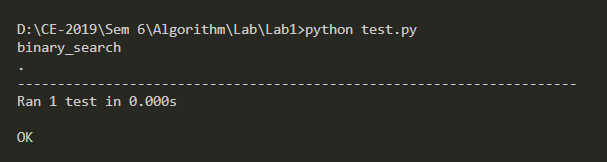 D:\CE-2019\Sem 6\Algorithm\Lab\Lab1>python test.py
binary_search
.
----------------------------------------------------------------------
Ran 1 test in 0.000s
OK